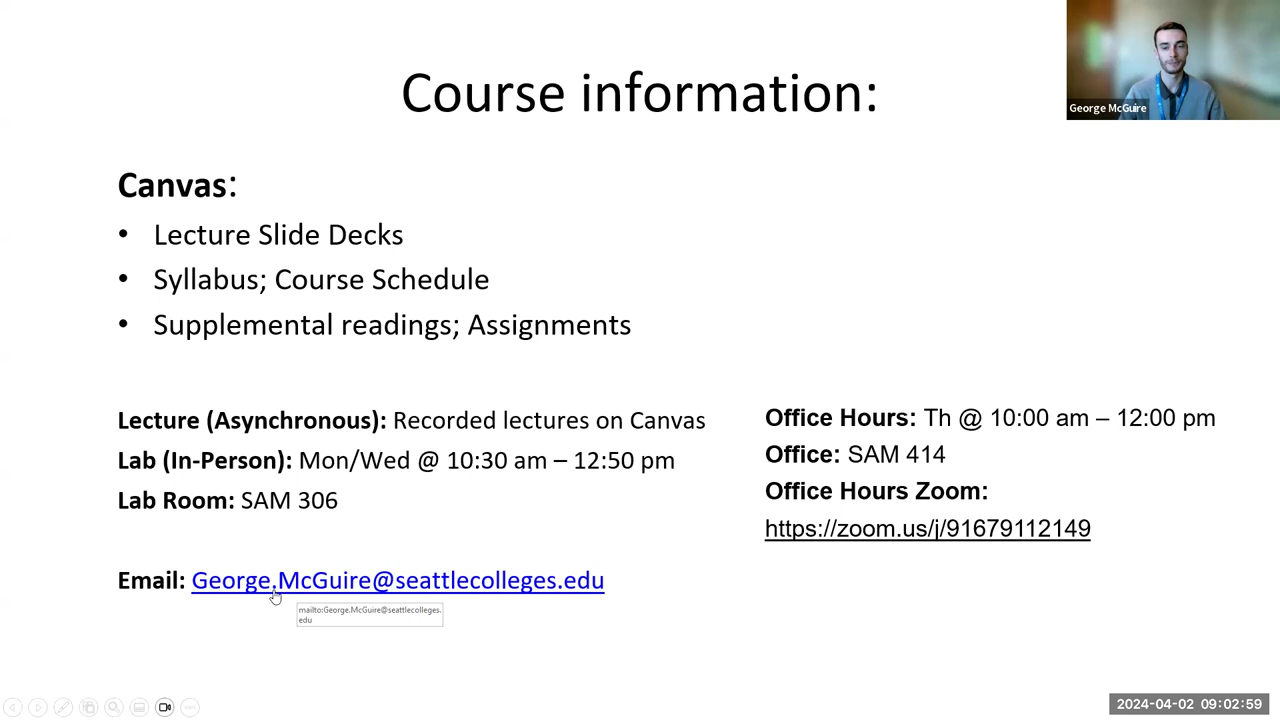 Course information:
George McGuire
Canvas:
• Lecture Slide Decks
• Syllabus; Course Schedule
• Supplemental readings; Assignments
Lecture (Asynchronous): Recorded lectures on Canvas
Lab (In-Person): Mon/Wed @ 10:30 am – 12:50 pm
Lab Room: SAM 306
Office Hours: Th @ 10:00 am – 12:00 pm
Office: SAM 414
Office Hours Zoom:
https://zoom.us/j/91679112149
Email: George.McGuire@seattlecolleges.edu
mailto:George.McGuire@seattlecolleges.
edu
2024-04-02 09:02:59